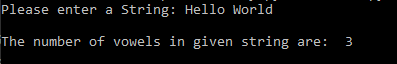 Please enter a String: Hello World
The number of vowels in given string are:  3